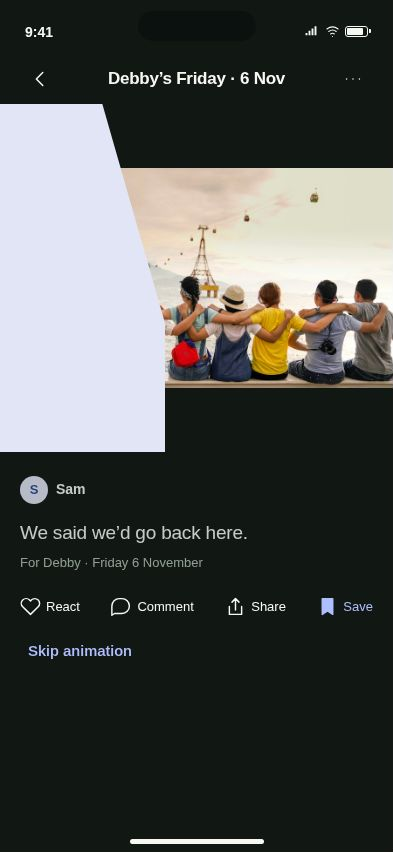 9:41
Debby’s Friday · 6 Nov
S
Sam
We said we’d go back here.
For Debby · Friday 6 November
React
Comment
Share
Save
Skip animation